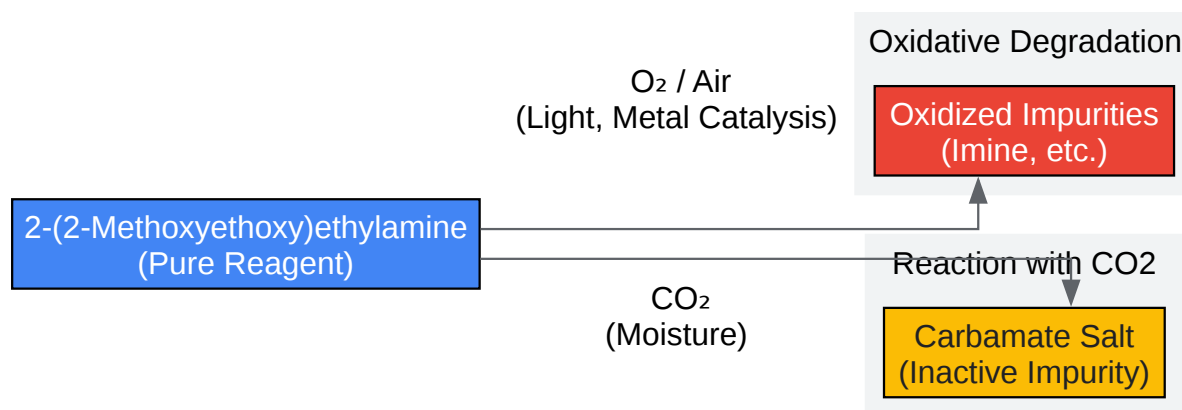 Oxidative Degradation
O₂ / Air
(Light, Metal Catalysis)
Oxidized Impurities
(Imine, etc.)
2-(2-Methoxyethoxy)ethylamine
(Pure Reagent)
Reaction with CO2
CO₂
(Moisture)
Carbamate Salt
(Inactive Impurity)